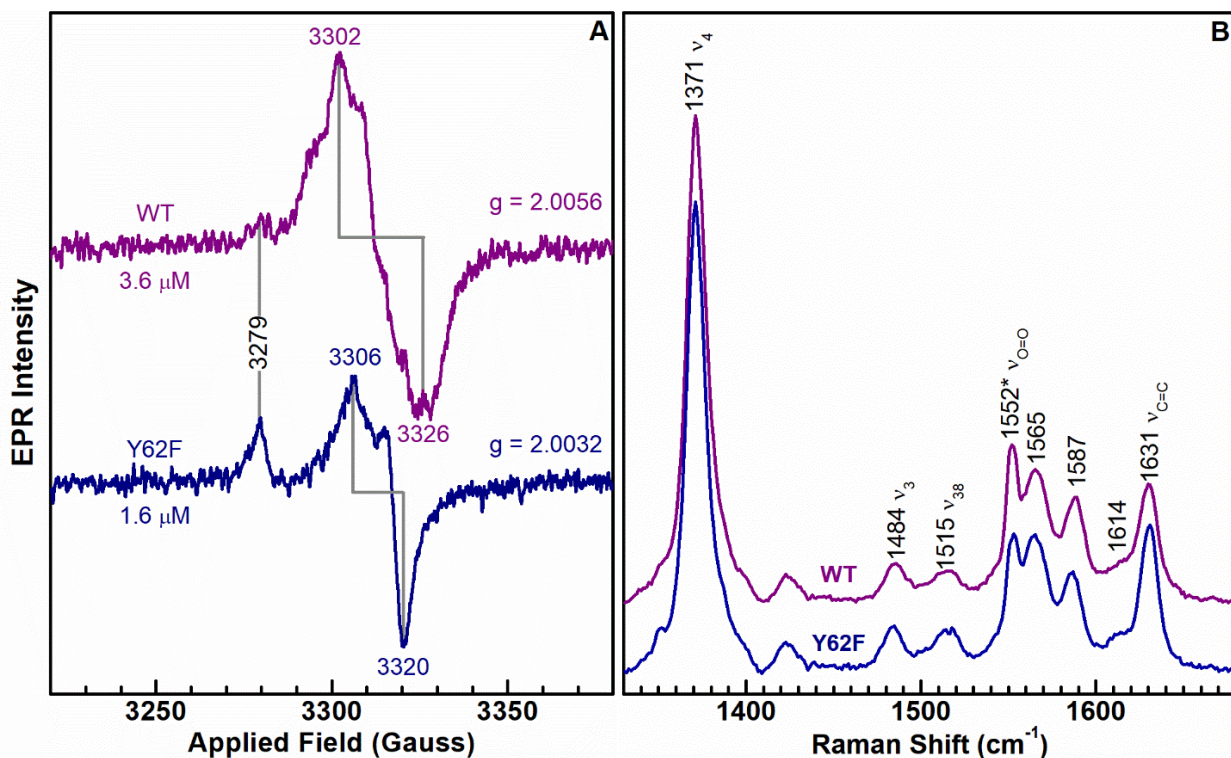 A
3302
WT
g = 2.0056
3.6 μM
3279
3326
3306
Y62F
g = 2.0032
1.6 μM
3320
EPR Intensity
3250
3300
3350
Applied Field (Gauss)
B
1371 ν4
1484 ν3
1515 ν38
1552* νO=O
1565
1587
1614
1631 νC=C
WT
Y62F
1400
1500
1600
Raman Shift (cm-1)